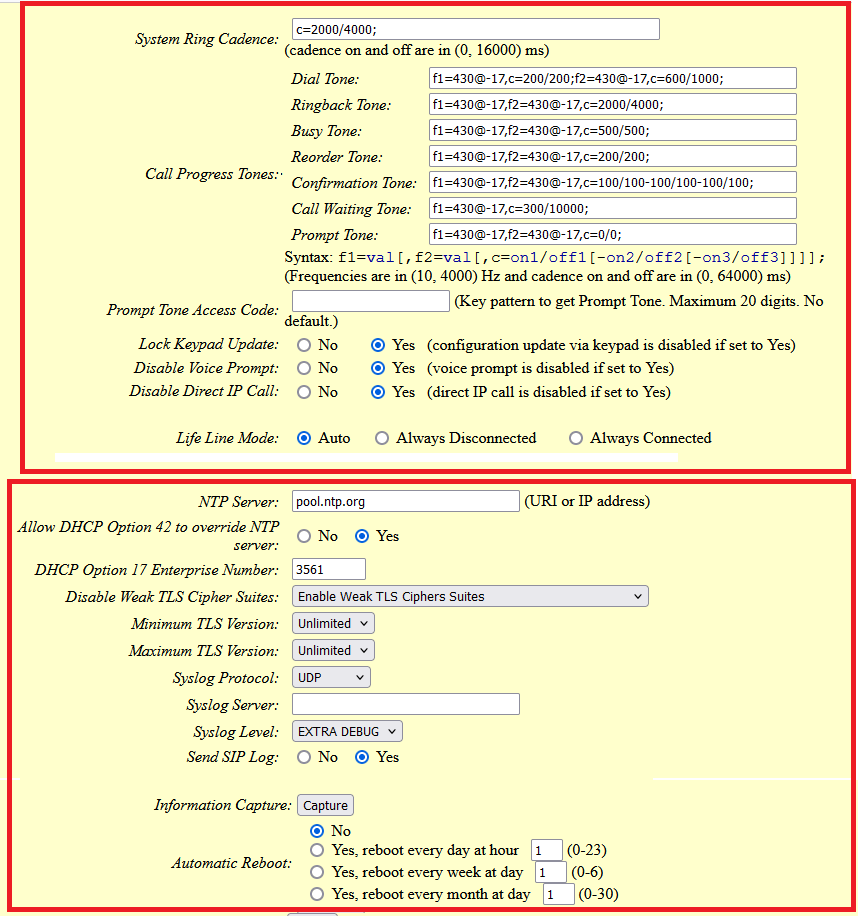 System Ring Cadence: c=2000/4000;
(cadence on and off are in (0, 16000) ms)
Call Progress Tones:
Dial Tone: f1=430@-17,c=200/200;f2=430@-17,c=600/1000;
Ringback Tone: f1=430@-17,f2=430@-17,c=2000/4000;
Busy Tone: f1=430@-17,f2=430@-17,c=500/500;
Reorder Tone: f1=430@-17,f2=430@-17,c=200/200;
Confirmation Tone: f1=430@-17,f2=430@-17,c=100/100-100/100-100/100;
Call Waiting Tone: f1=430@-17,c=300/10000;
Prompt Tone: f1=430@-17,f2=430@-17,c=0/0;
Syntax: f1=val[,f2=val[,c=on1/off1[-on2/off2[-on3/off3]]]];
(Frequencies are in (10, 4000) Hz and cadence on and off are in (0, 64000) ms)
Prompt Tone Access Code: (Key pattern to get Prompt Tone. Maximum 20 digits. No
default.)
Lock Keypad Update: No Yes (configuration update via keypad is disabled if set to Yes)
Disable Voice Prompt: No Yes (voice prompt is disabled if set to Yes)
Disable Direct IP Call: No Yes (direct IP call is disabled if set to Yes)
Life Line Mode: Auto Always Disconnected Always Connected
NTP Server: pool.ntp.org (URI or IP address)
Allow DHCP Option 42 to override NTP
server: No Yes
DHCP Option 17 Enterprise Number: 3561
Disable Weak TLS Cipher Suites: Enable Weak TLS Ciphers Suites
Minimum TLS Version: Unlimited
Maximum TLS Version: Unlimited
Syslog Protocol: UDP
Syslog Server:
Syslog Level: EXTRA DEBUG
Send SIP Log: No Yes
Information Capture: Capture
Automatic Reboot:
No
Yes, reboot every day at hour 1 (0-23)
Yes, reboot every week at day 1 (0-6)
Yes, reboot every month at day 1 (0-30)